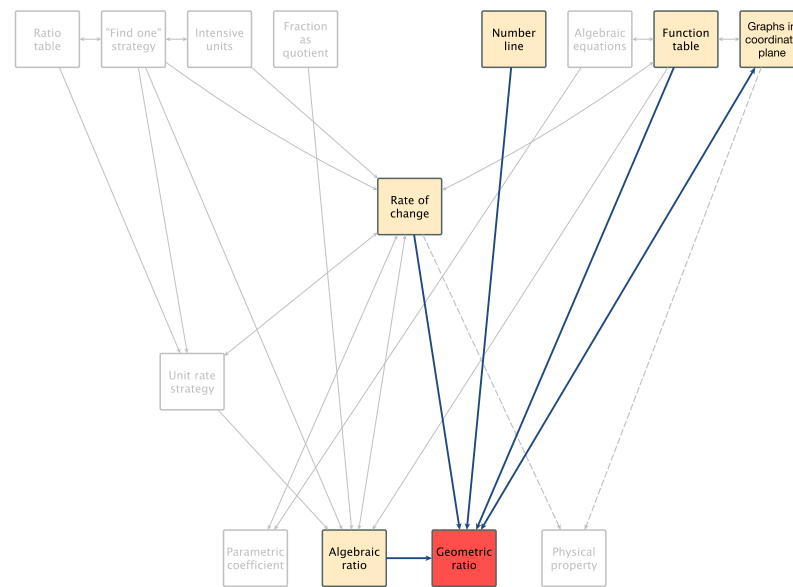 Ratio
table
"Find one"
strategy
Intensive
units
Fraction
as
quotient
Number
line
Algebraic
equations
Function
table
Graphs in
coordinat
plane
Rate of
change
Unit rate
strategy
Parametric
coefficient
Algebraic
ratio
Geometric
ratio
Physical
property